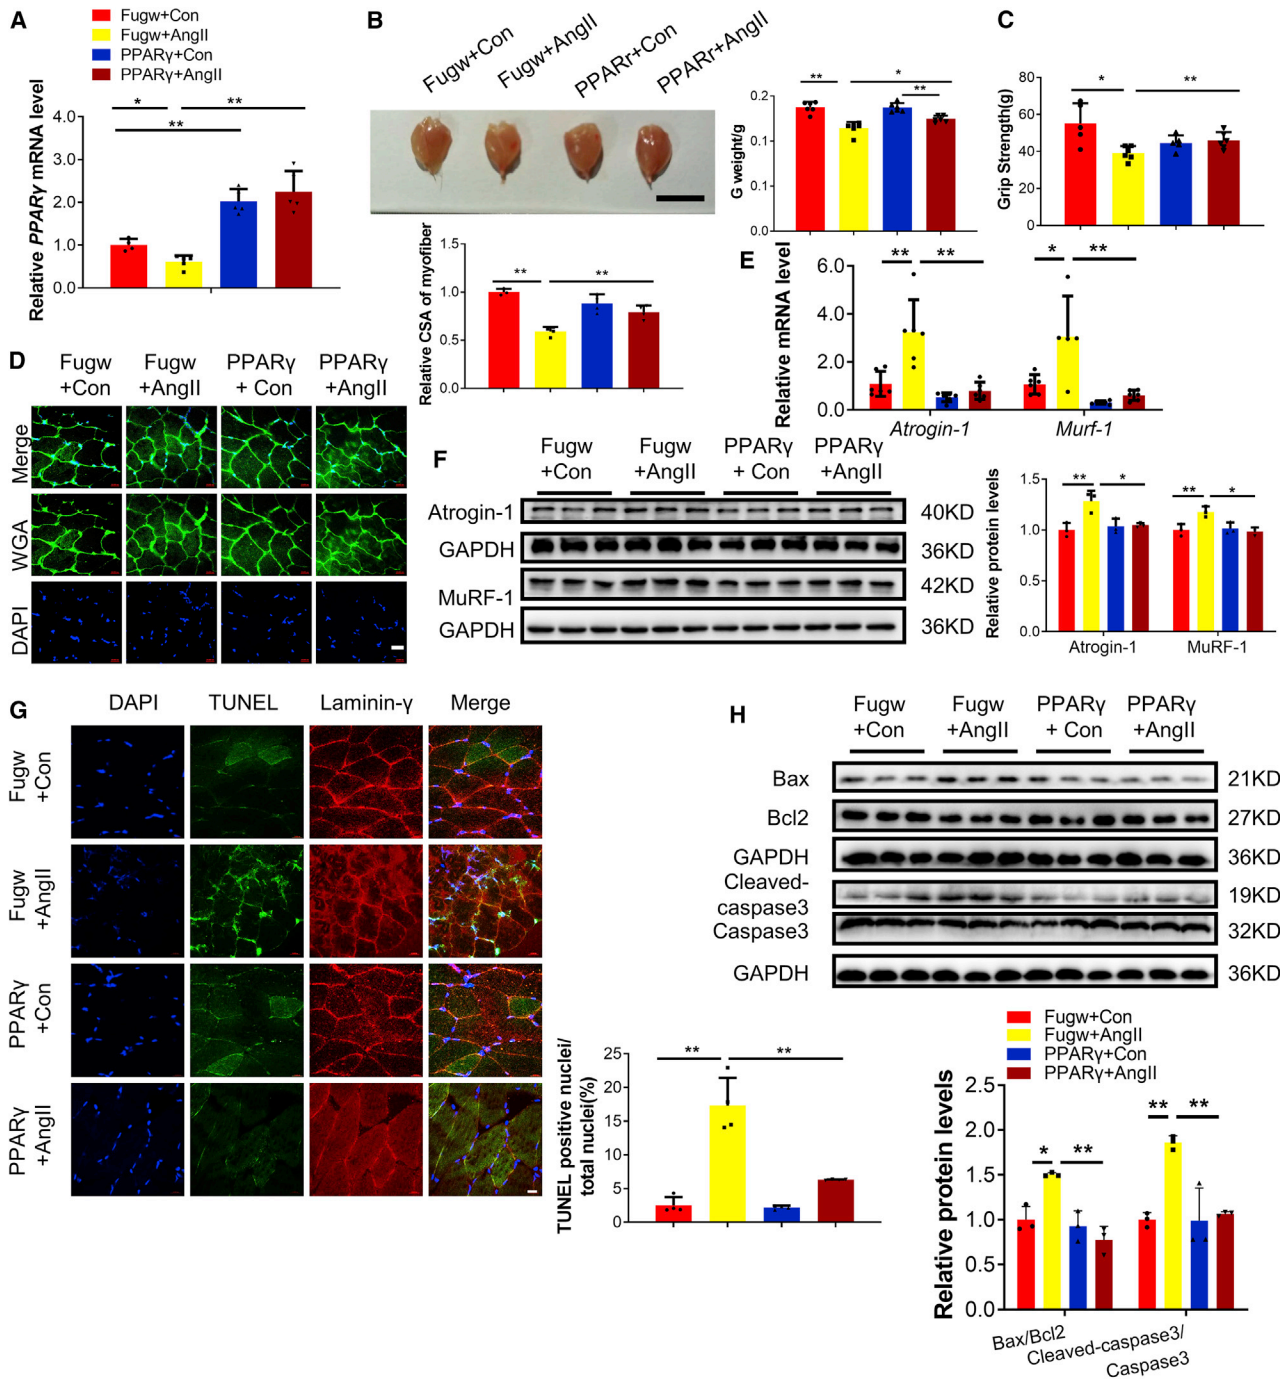 A
Fugw+Con
Fugw+AngII
PPARγ+Con
PPARγ+AngII
* **
**
Relative PPARγ mRNA level
4.0
3.0
2.0
1.0
0.0
B
Fugw+Con
Fugw+AngII
PPARr+Con
PPARr+AngII
** *
**
G weight/g
0.2
0.1
0.1
0.0
C
* **
Grip Strength(g)
80
60
40
20
0
Relative CSA of myofiber
1.5
1.0
0.5
0.0
** **
D
Fugw +Con
Fugw +AngII
PPARγ + Con
PPARγ +AngII
Merge
WGA
DAPI
E
Relative mRNA level
6.0
4.0
2.0
0.0
** ** * **
Atrogin-1 Murf-1
F
Fugw +Con
Fugw +AngII
PPARγ + Con
PPARγ +AngII
Atrogin-1 40KD
GAPDH 36KD
MuRF-1 42KD
GAPDH 36KD
Relative protein levels
1.5
1.0
0.5
0.0
** * ** *
Atrogin-1 MuRF-1
G
DAPI TUNEL Laminin-γ Merge
Fugw +Con
Fugw +AngII
PPARγ +Con
PPARγ +AngII
TUNEL positive nuclei/
total nuclei(%)
25
20
15
10
5
0
** **
H
Fugw +Con
Fugw +AngII
PPARγ + Con
PPARγ +AngII
Bax 21KD
Bcl2 27KD
GAPDH 36KD
Cleaved-
caspase3 19KD
Caspase3 32KD
GAPDH 36KD
Fugw+Con
Fugw+AngII
PPARγ+Con
PPARγ+AngII
Relative protein levels
2.5
2.0
1.5
1.0
0.5
0.0
* ** ** **
Bax/Bcl2
Cleaved-caspase3/
Caspase3